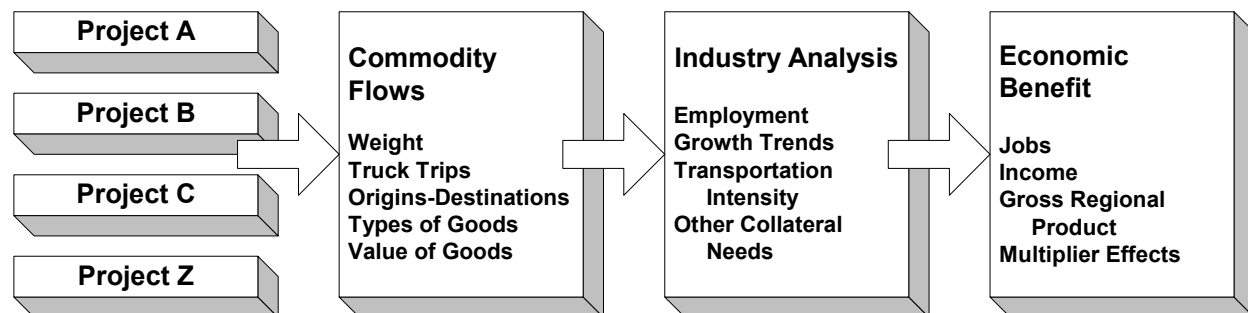 Project A
Project B
Project C
Project Z
Commodity
Flows
Weight
Truck Trips
Origins-Destinations
Types of Goods
Value of Goods
Industry Analysis
Employment
Growth Trends
Transportation
Intensity
Other Collateral
Needs
Economic
Benefit
Jobs
Income
Gross Regional
Product
Multiplier Effects